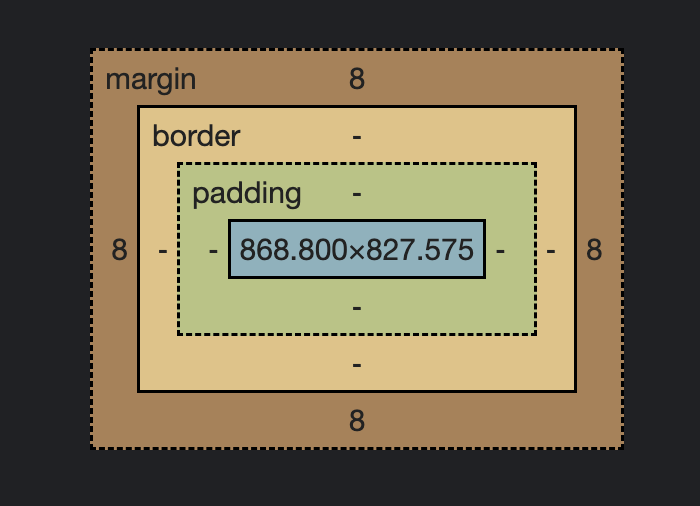 margin 8
border -
padding -
8 - - 868.800×827.575 - - 8
-
-
8